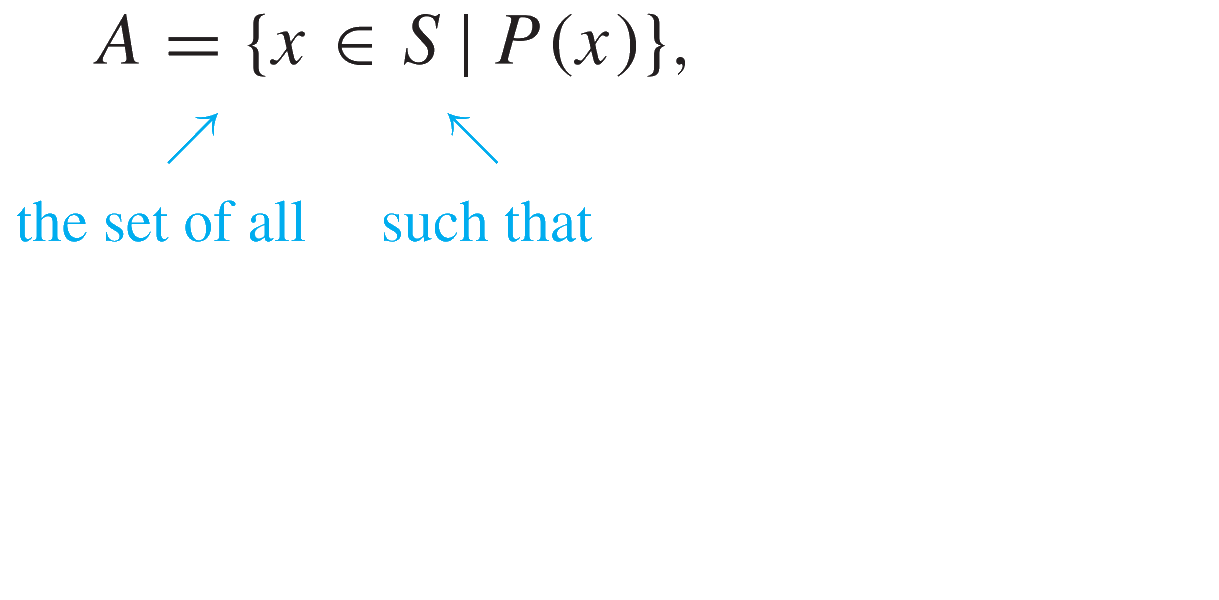 A = {x ∈ S | P(x)},
the set of all such that